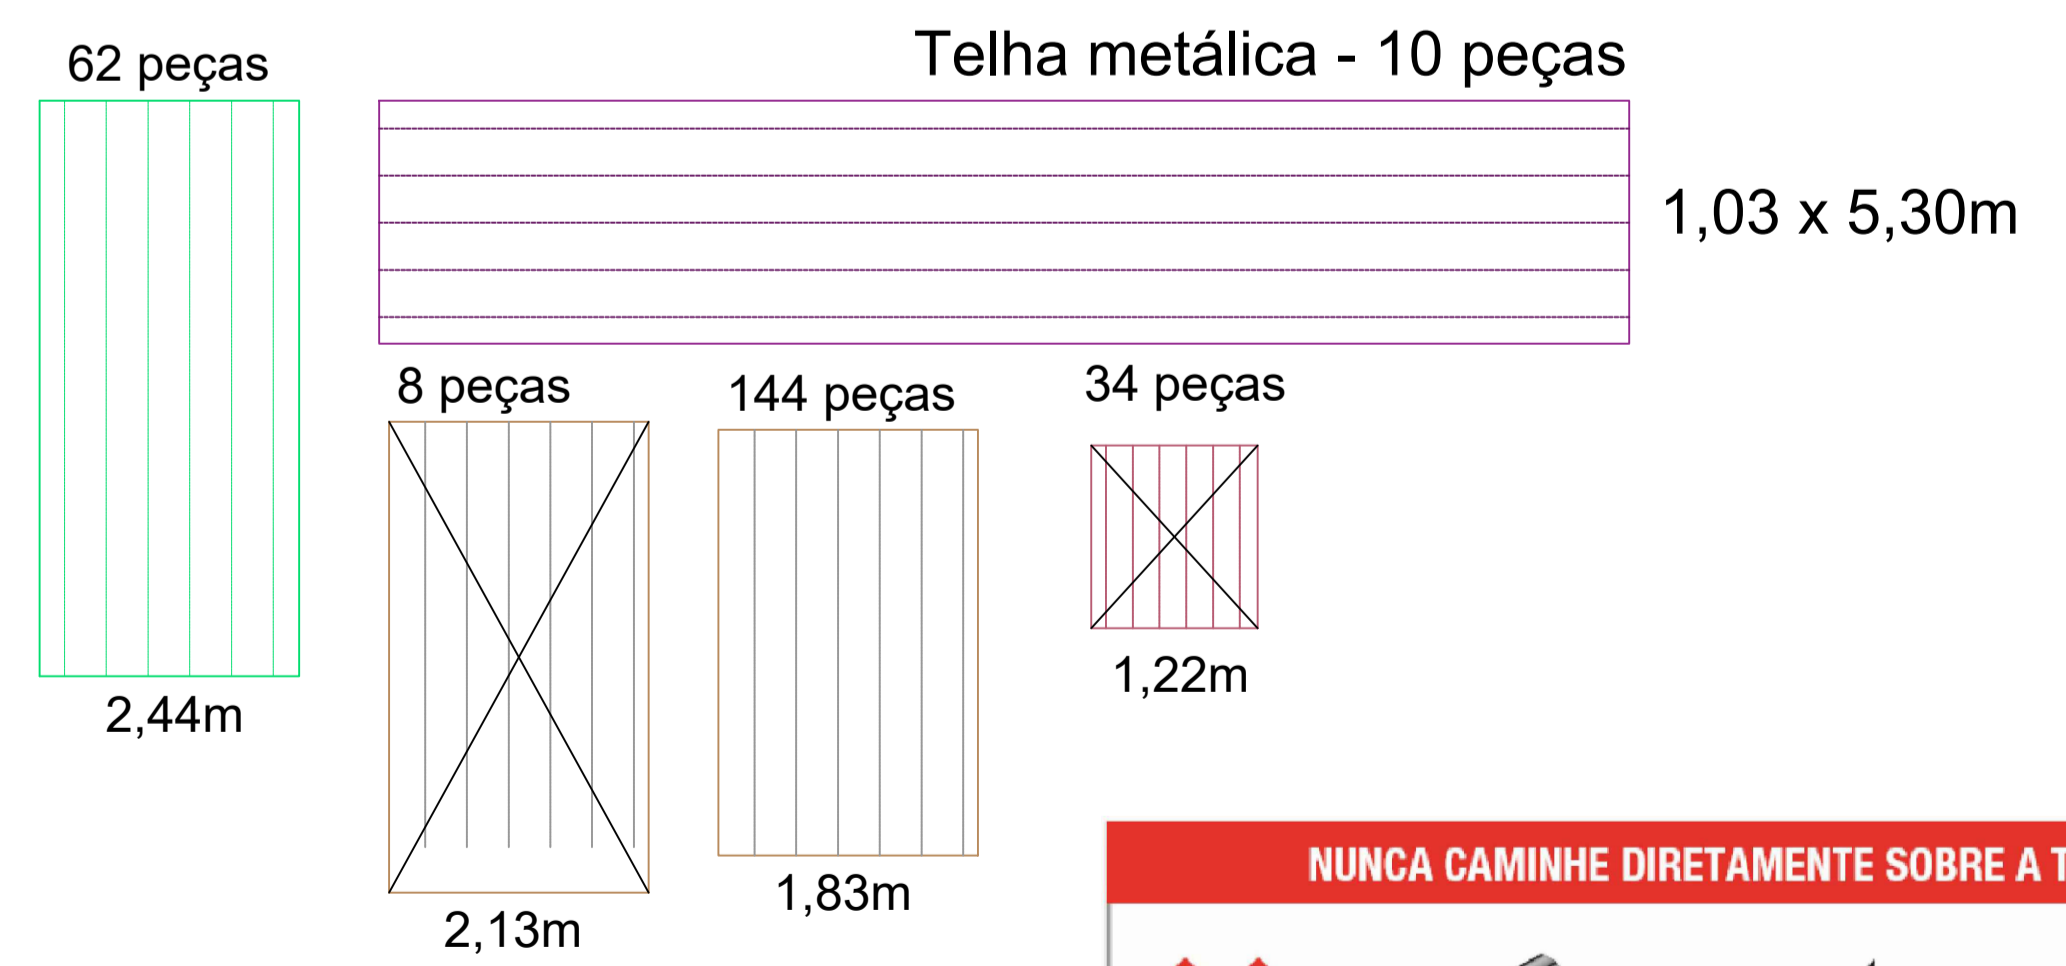 62 peças
Telha metálica - 10 peças
1,03 x 5,30m
8 peças
144 peças
34 peças
2,44m
1,22m
1,83m
2,13m
NUNCA CAMINHE DIRETAMENTE SOBRE A